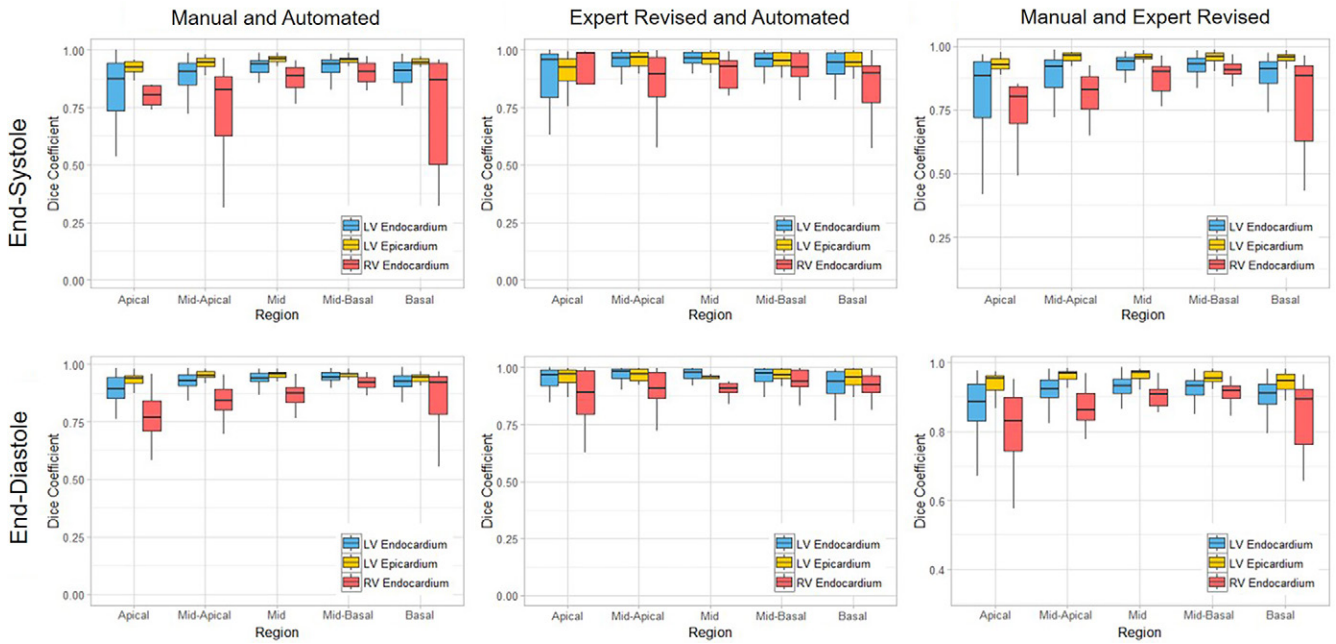 Manual and Automated
Expert Revised and Automated
Manual and Expert Revised
End-Systole
Dice Coefficient
1.00
0.75
0.50
0.25
0.00
LV Endocardium
LV Epicardium
RV Endocardium
Apical Mid-Apical Mid Mid-Basal Basal
Region
Dice Coefficient
1.00
0.75
0.50
0.25
0.00
LV Endocardium
LV Epicardium
RV Endocardium
Apical Mid-Apical Mid Mid-Basal Basal
Region
Dice Coefficient
1.00
0.75
0.50
0.25
LV Endocardium
LV Epicardium
RV Endocardium
Apical Mid-Apical Mid Mid-Basal Basal
Region
End-Diastole
Dice Coefficient
1.00
0.75
0.50
0.25
0.00
LV Endocardium
LV Epicardium
RV Endocardium
Apical Mid-Apical Mid Mid-Basal Basal
Region
Dice Coefficient
1.00
0.75
0.50
0.25
0.00
LV Endocardium
LV Epicardium
RV Endocardium
Apical Mid-Apical Mid Mid-Basal Basal
Region
Dice Coefficient
1.0
0.8
0.6
0.4
LV Endocardium
LV Epicardium
RV Endocardium
Apical Mid-Apical Mid Mid-Basal Basal
Region